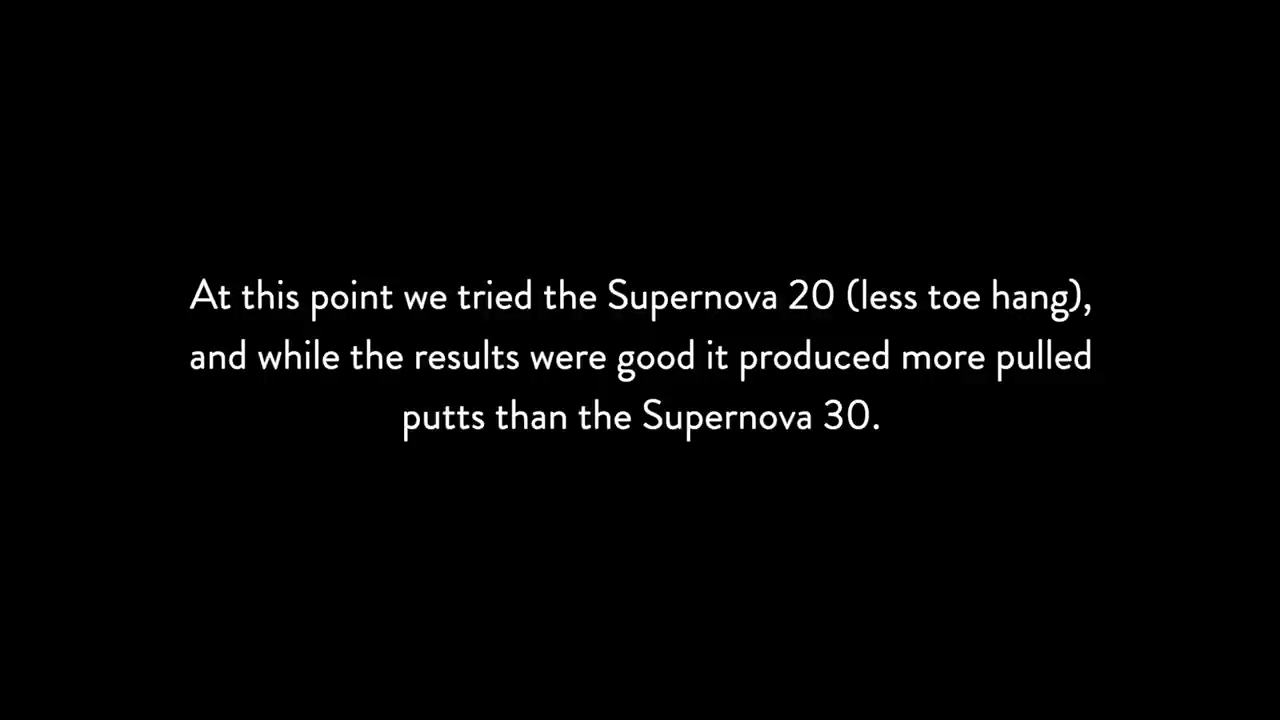 At this point we tried the Supernova 20 (less toe hang),
and while the results were good it produced more pulled
putts than the Supernova 30.